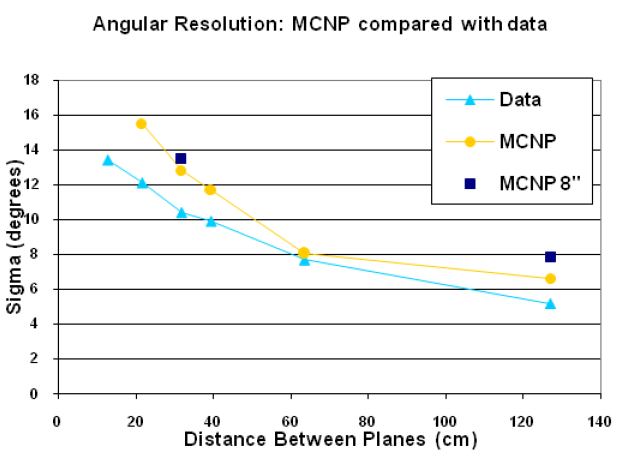 Angular Resolution: MCNP compared with data
18
16
14
12
10
8
6
4
2
0
Sigma (degrees)
Data
MCNP
MCNP 8"
0 20 40 60 80 100 120 140
Distance Between Planes (cm)